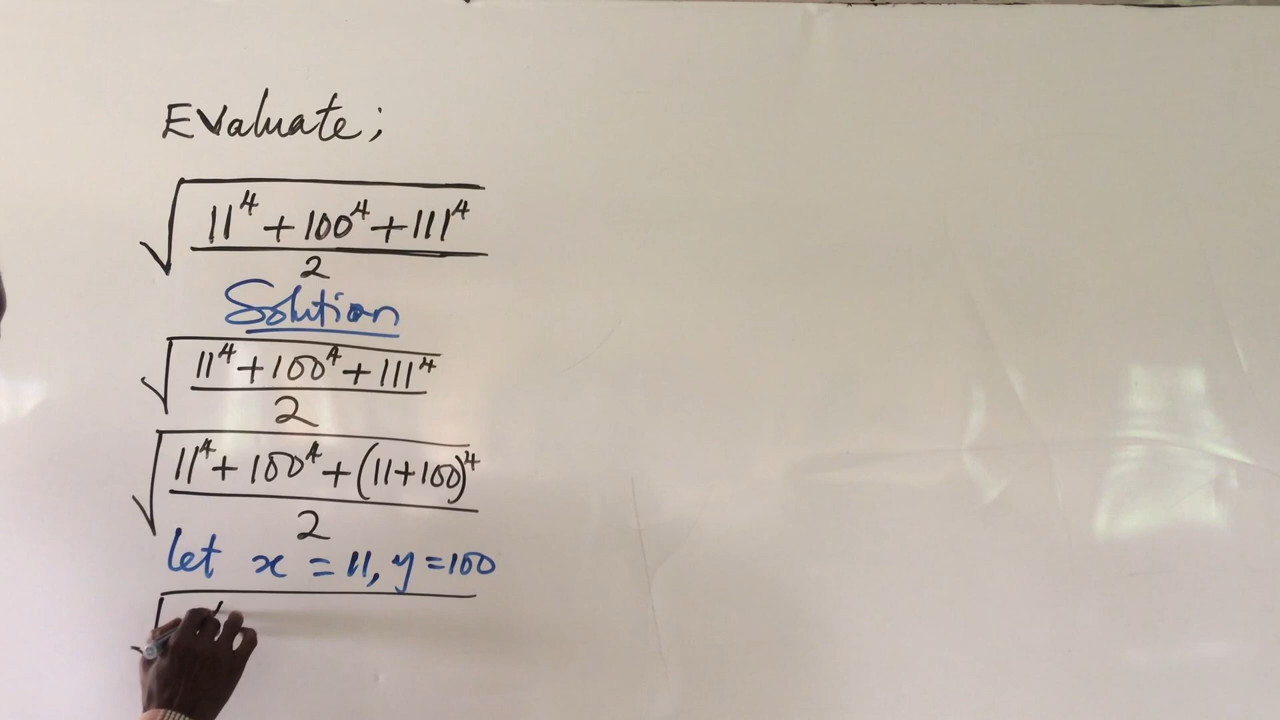 Evaluate;
√((11⁴+100⁴+111⁴)/2)
Solution
√((11⁴+100⁴+111⁴)/2)
√((11⁴+100⁴+(11+100)⁴)/2)
let x = 11, y = 100